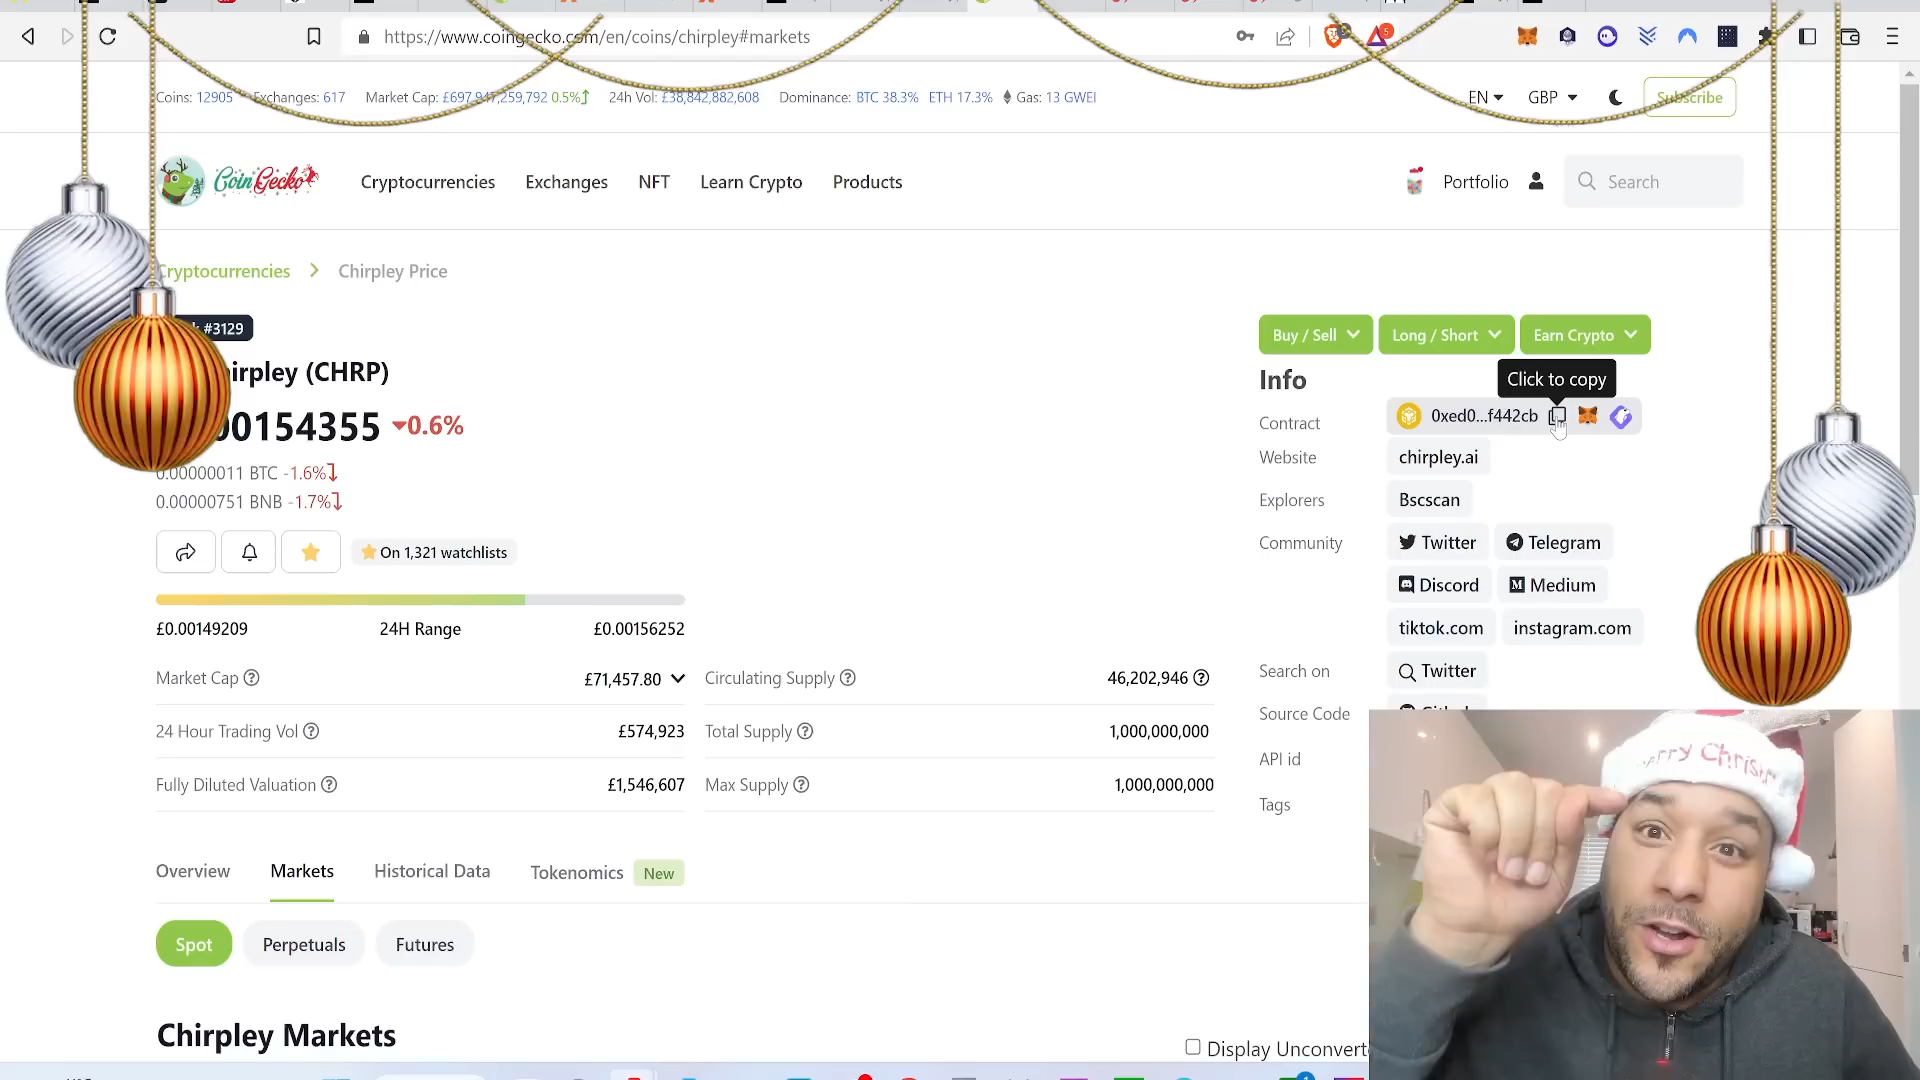 https://www.coingecko.com/en/coins/chirpley#markets
5
Coins: 12905 Exchanges: 617 Market Cap: £697,947,259,792 0.5% 24h Vol: £38,842,882,608 Dominance: BTC 38.3% ETH 17.3% Gas: 13 GWEI
EN GBP Subscribe
CoinGecko Cryptocurrencies Exchanges NFT Learn Crypto Products Portfolio Search
Cryptocurrencies Chirpley Price
#3129
irpley (CHRP)
00154355 0.6%
0.00000011 BTC -1.6%
0.00000751 BNB -1.7%
On 1,321 watchlists
£0.00149209 24H Range £0.00156252
Market Cap £71,457.80 Circulating Supply 46,202,946
24 Hour Trading Vol £574,923 Total Supply 1,000,000,000
Fully Diluted Valuation £1,546,607 Max Supply 1,000,000,000
Buy / Sell Long / Short Earn Crypto
Info
Click to copy
Contract 0xed0...f442cb
Website chirpley.ai
Explorers Bscscan
Community Twitter Telegram
Discord Medium
tiktok.com instagram.com
Search on Twitter
Source Code
API id
Tags
Overview Markets Historical Data Tokenomics New
Spot Perpetuals Futures
Chirpley Markets
Display Unconverte
rry Christm